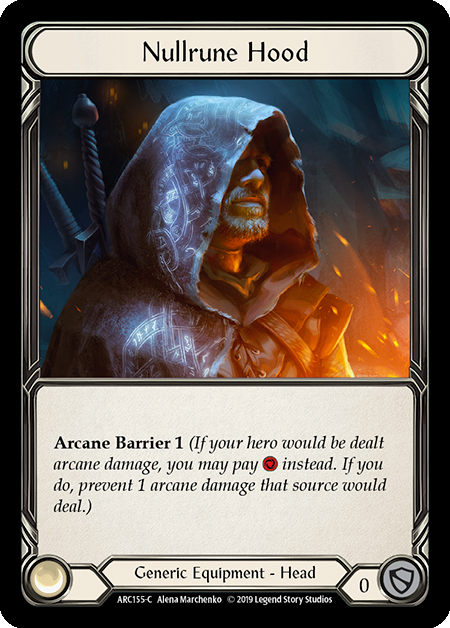 Nullrune Hood
Arcane Barrier 1 (If your hero would be dealt
arcane damage, you may pay instead. If you
do, prevent 1 arcane damage that source would
deal.)
Generic Equipment - Head
0
ARC155-C Alena Marchenko © 2019 Legend Story Studios